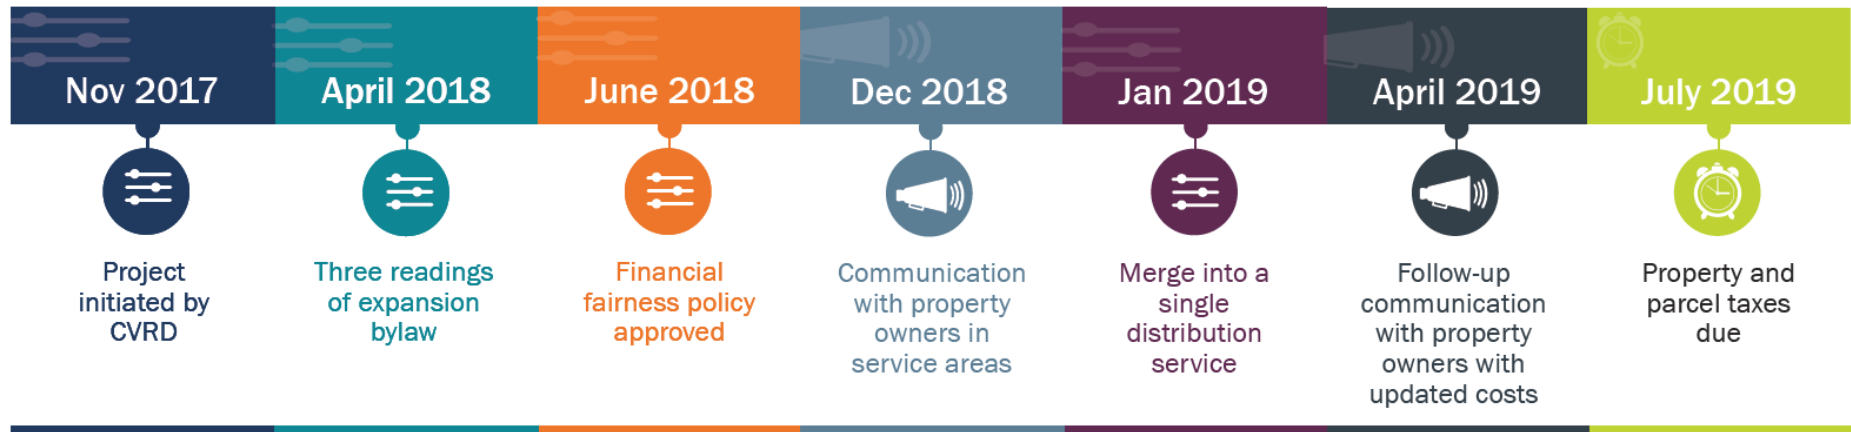 Nov 2017
Project
initiated by
CVRD
April 2018
Three readings
of expansion
bylaw
June 2018
Financial
fairness policy
approved
Dec 2018
Communication
with property
owners in
service areas
Jan 2019
Merge into a
single
distribution
service
April 2019
Follow-up
communication
with property
owners with
updated costs
July 2019
Property and
parcel taxes
due